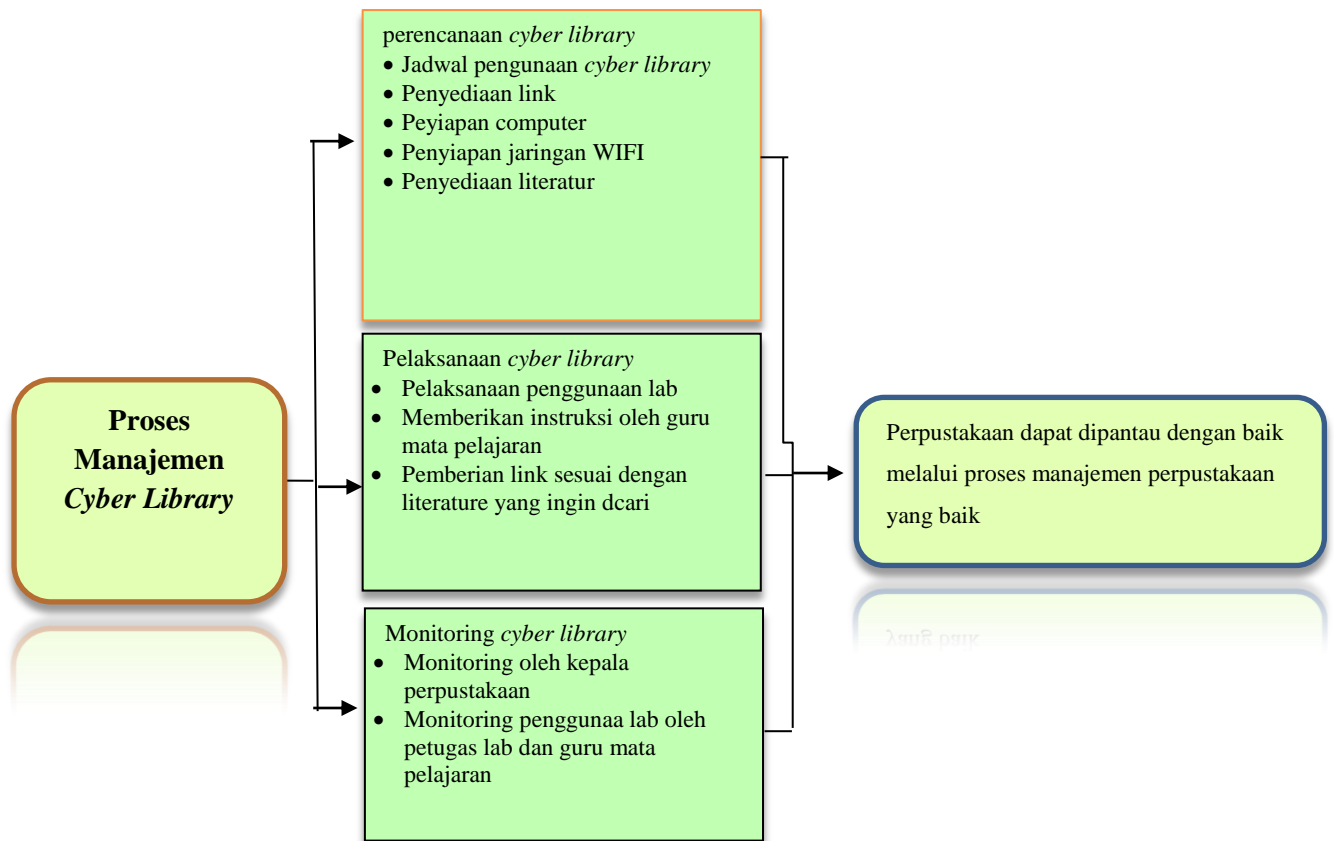 Proses
Manajemen
Cyber Library
perencanaan cyber library
• Jadwal pengunaan cyber library
• Penyediaan link
• Peyiapan computer
• Penyiapan jaringan WIFI
• Penyediaan literatur
Pelaksanaan cyber library
• Pelaksanaan penggunaan lab
• Memberikan instruksi oleh guru
mata pelajaran
• Pemberian link sesuai dengan
literature yang ingin dcari
Monitoring cyber library
• Monitoring oleh kepala
perpustakaan
• Monitoring penggunaa lab oleh
petugas lab dan guru mata
pelajaran
Perpustakaan dapat dipantau dengan baik
melalui proses manajemen perpustakaan
yang baik